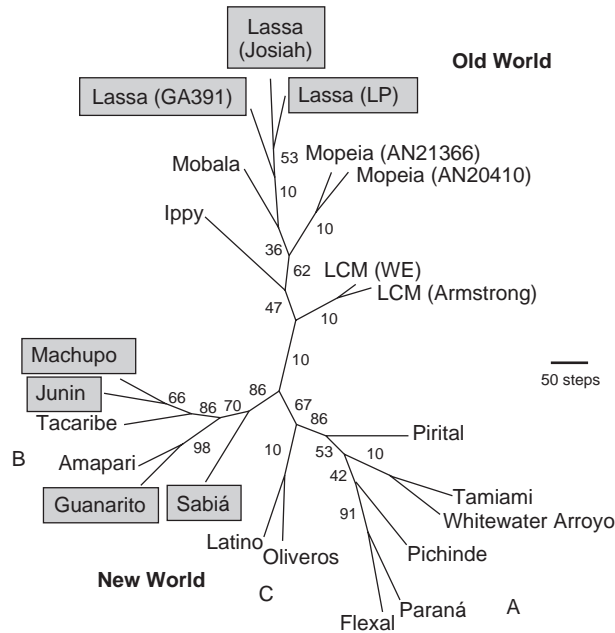 Lassa
(Josiah)
Old World
Lassa (GA391)
Lassa (LP)
53
Mopeia (AN21366)
Mobala
Mopeia (AN20410)
10
Ippy
10
36
62
LCM (WE)
LCM (Armstrong)
47
10
Machupo
10
50 steps
Junin
66
86
70
86
67
86
Pirital
Tacaribe
53
10
B
Amapari
98
10
42
Tamiami
Guanarito
Sabiá
91
Whitewater Arroyo
Latino
Oliveros
Pichinde
New World
C
Paraná
A
Flexal